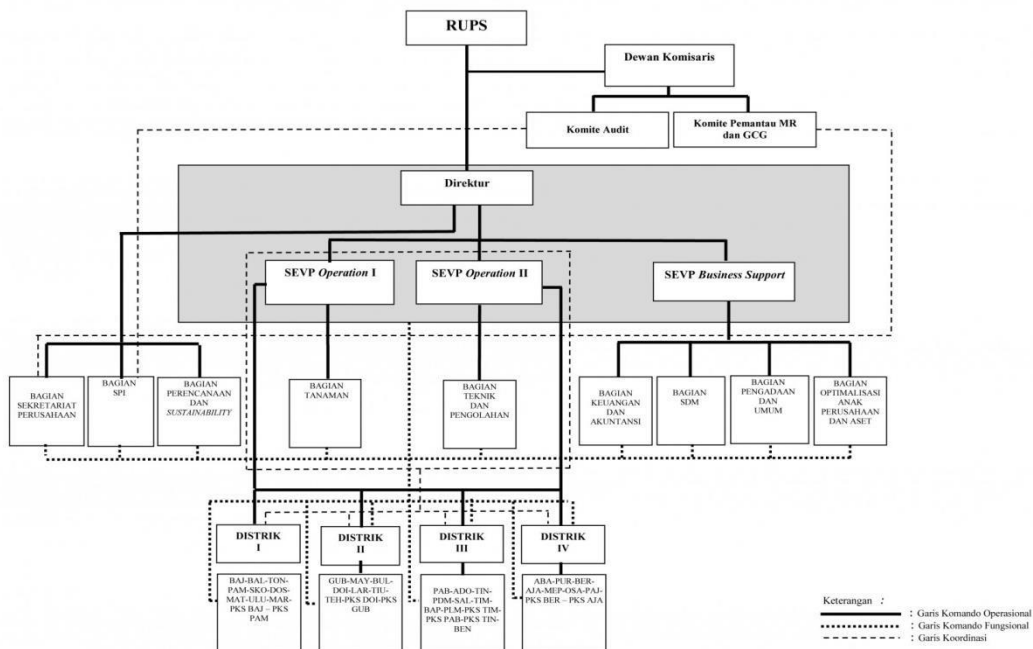 RUPS
Dewan Komisaris
Komite Audit
Komite Pemantau MR
dan GCG
Direktur
SEVP Operation I
SEVP Operation II
SEVP Business Support
BAGIAN
SEKRETARIAT
PERUSAHAAN
BAGIAN
SPI
BAGIAN
PERENCANAAN
DAN
SUSTAINABILITY
BAGIAN
TANAMAN
BAGIAN
TEKNIK
DAN
PENGOLAHAN
BAGIAN
KEUANGAN
DAN
AKUNTANSI
BAGIAN
SDM
BAGIAN
PENGADAAN
DAN
UMUM
BAGIAN
OPTIMALISASI
ANAK
PERUSAHAAN
DAN ASET
DISTRIK
I
DISTRIK
II
DISTRIK
III
DISTRIK
IV
BAJ-BAL-TON-
PAM-SKO-DOS-
MAT-ULU-MAR-
PKS BAJ – PKS
PAM
GUB-MAY-BUL-
DOI-LAR-TIU-
TEH-PKS DOI-PKS
GUB
PAB-ADO-TIN-
PDM-SAL-TIM-
BAP-PLM-PKS TIM-
PKS PAB-PKS TIN-
BEN
ABA-PUR-BER-
AJA-MEP-OSA-PAJ-
PKS BER – PKS AJA
Keterangan :
: Garis Komando Operasional
: Garis Komando Fungsional
: Garis Koordinasi